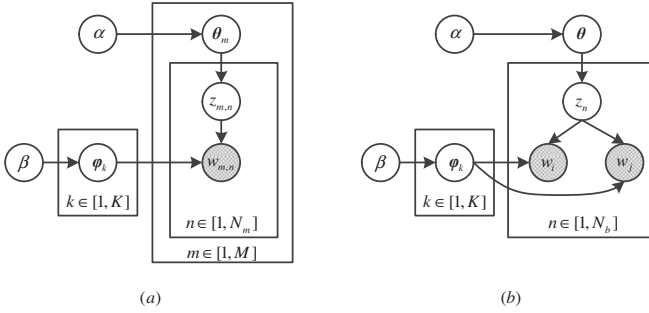 α
θ_m
z_{m,n}
β
φ_k
w_{m,n}
k ∈ [1, K]
n ∈ [1, N_m]
m ∈ [1, M]
(a)
α
θ
z_n
β
φ_k
w_i
w_j
k ∈ [1, K]
n ∈ [1, N_b]
(b)